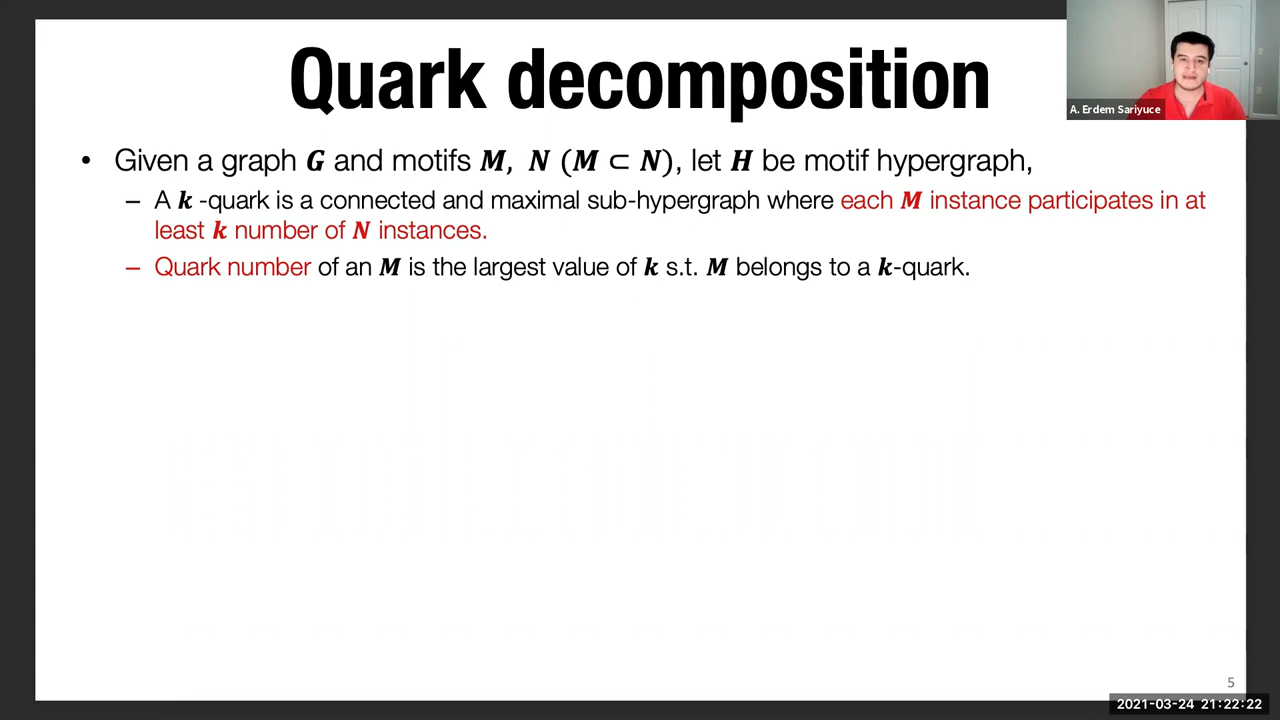 Quark decomposition
A. Erdem Sariyuce
• Given a graph G and motifs M, N (M ⊂ N), let H be motif hypergraph,
– A k -quark is a connected and maximal sub-hypergraph where each M instance participates in at
least k number of N instances.
– Quark number of an M is the largest value of k s.t. M belongs to a k-quark.
5
2021-03-24 21:22:22